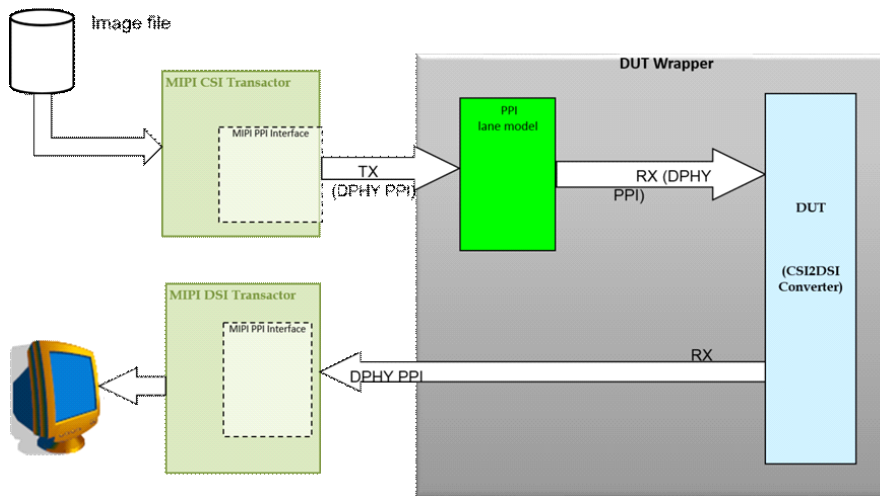 Image file
DUT Wrapper
MIPI CSI Transactor
MIPI PPI Interface
PPI
lane model
TX
(DPHY PPI)
RX (DPHY
PPI)
DUT
(CSI2DSI
Converter)
MIPI DSI Transactor
MIPI PPI Interface
RX
DPHY PPI